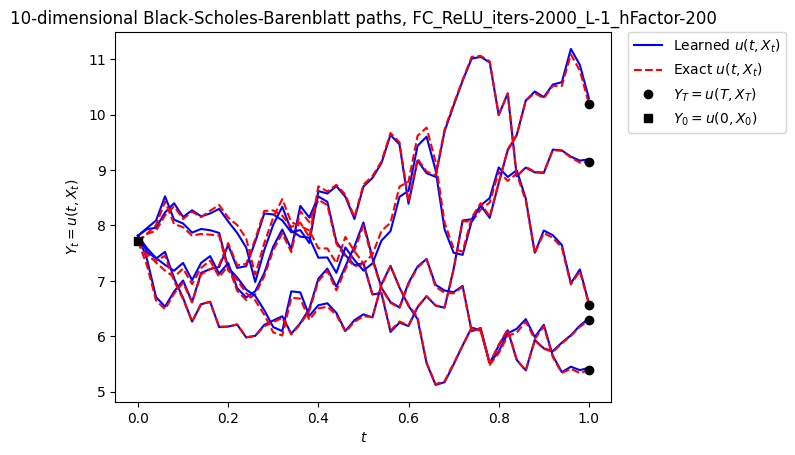 10-dimensional Black-Scholes-Barenblatt paths, FC_ReLU_iters-2000_L-1_hFactor-200
Learned u(t, X_t)
Exact u(t, X_t)
Y_T = u(T, X_T)
Y_0 = u(0, X_0)
Y_t = u(t, X_t)
11
10
9
8
7
6
5
0.0 0.2 0.4 0.6 0.8 1.0
t